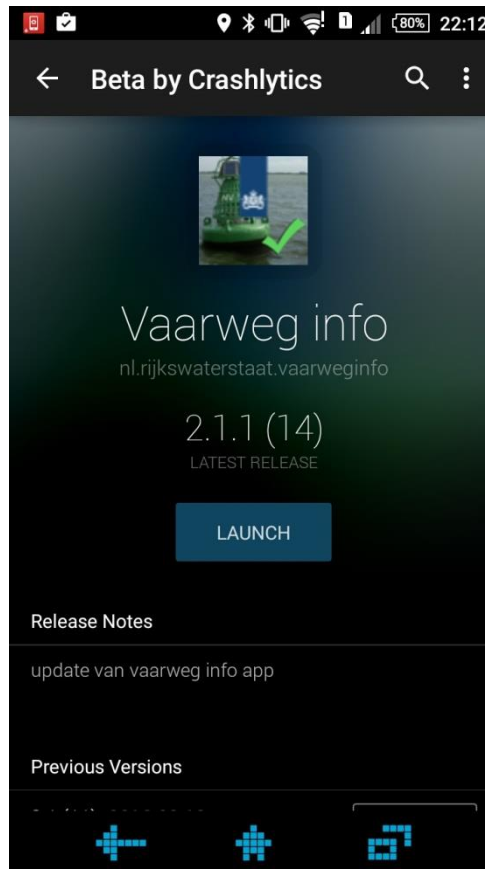 1
80%
22:12
Beta by Crashlytics
Vaarweg info
nl.rijkswaterstaat.vaarweginfo
2.1.1 (14)
LATEST RELEASE
LAUNCH
Release Notes
update van vaarweg info app
Previous Versions